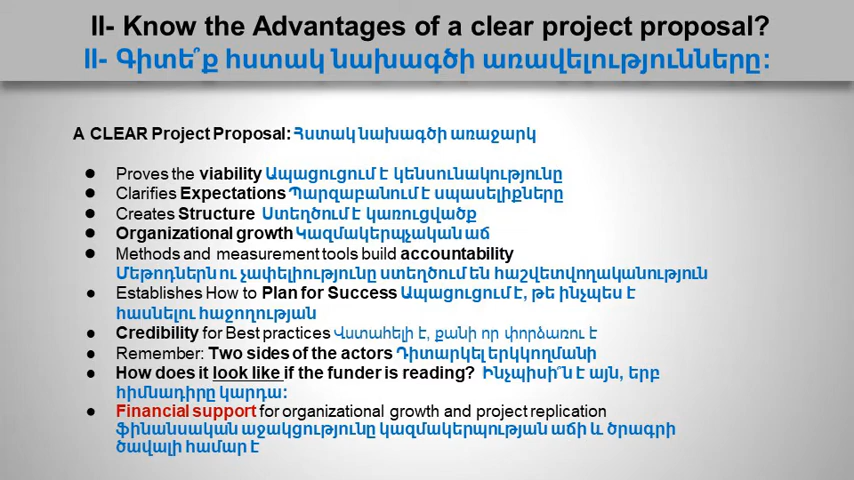 II- Know the Advantages of a clear project proposal?
II- Գիտե՞ք հստակ նախագծի առավելությունները:
A CLEAR Project Proposal: Հստակ նախագծի առաջարկ
● Proves the viability Ապացուցում է կենսունակությունը
● Clarifies Expectations Պարզաբանում է սպասելիքները
● Creates Structure Ստեղծում է կառուցվածք
● Organizational growth Կազմակերպչական աճ
● Methods and measurement tools build accountability
Մեթոդներն ու չափելիությունը ստեղծում են հաշվետվողականություն
● Establishes How to Plan for Success Ապացուցում է, թե ինչպես է
հասնելու հաջողության
● Credibility for Best practices Վստահելի է, քանի որ փորձառու է
● Remember: Two sides of the actors Դիտարկել երկկողմանի
● How does it look like if the funder is reading? Ինչպիսի՞ն է այն, երբ
հիմնադիրը կարդա:
● Financial support for organizational growth and project replication
ֆինանսական աջակցությունը կազմակերպության աճի և ծրագրի
ծավալի համար է